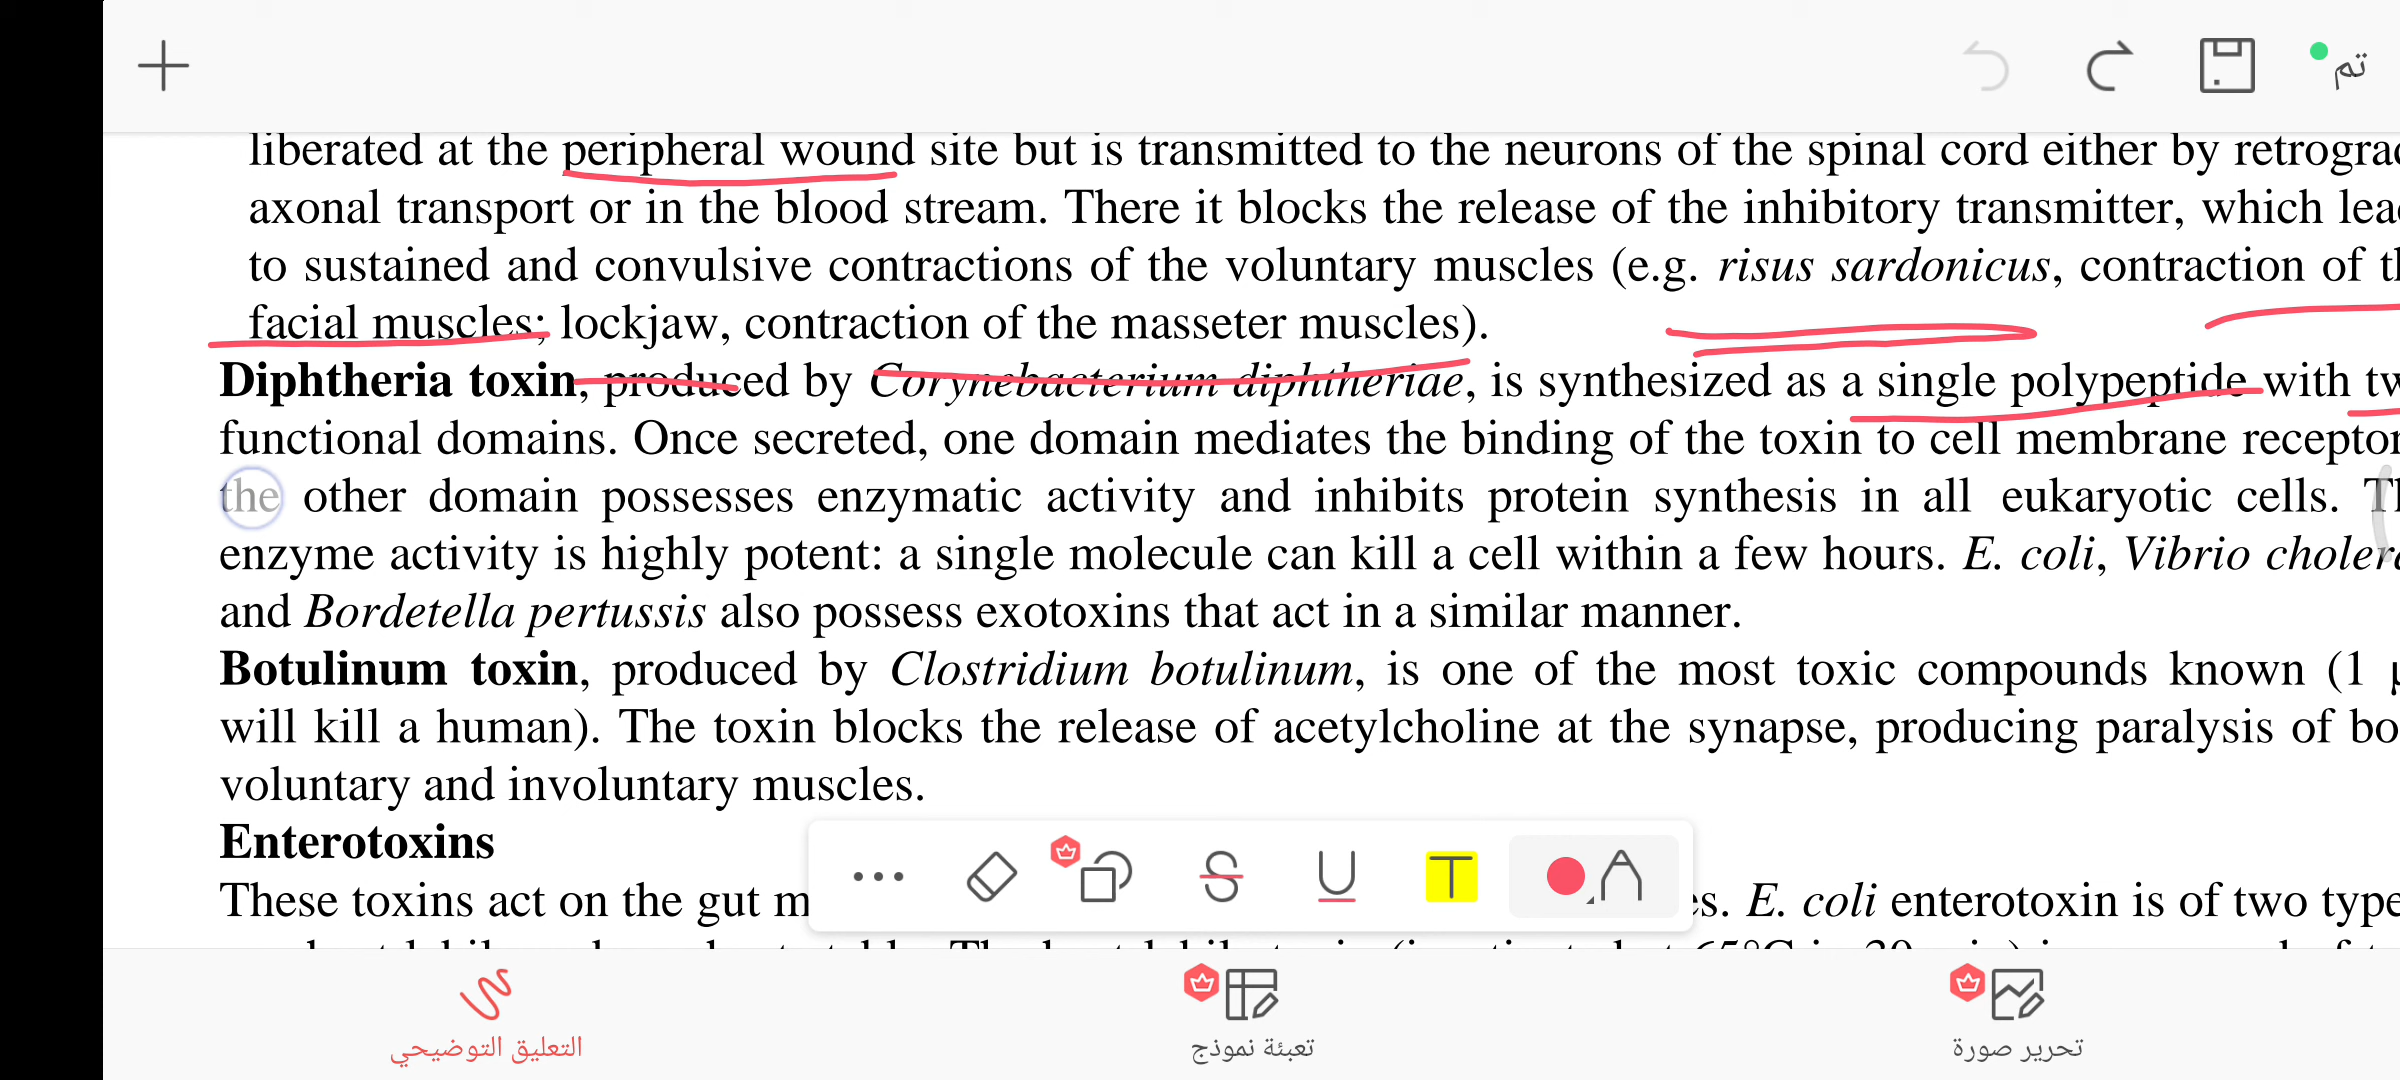 تم
liberated at the peripheral wound site but is transmitted to the neurons of the spinal cord either by
axonal transport or in the blood stream. There it blocks the release of the inhibitory transmitter, which
to sustained and convulsive contractions of the voluntary muscles (e.g. risus sardonicus, contraction of
facial muscles; lockjaw, contraction of the masseter muscles).
Diphtheria toxin, produced by Corynebacterium diphtheriae, is synthesized as a single polypeptide with
functional domains. Once secreted, one domain mediates the binding of the toxin to cell membrane
the other domain possesses enzymatic activity and inhibits protein synthesis in all eukaryotic cells.
enzyme activity is highly potent: a single molecule can kill a cell within a few hours. E. coli, Vibrio
and Bordetella pertussis also possess exotoxins that act in a similar manner.
Botulinum toxin, produced by Clostridium botulinum, is one of the most toxic compounds known (1
will kill a human). The toxin blocks the release of acetylcholine at the synapse, producing paralysis of
voluntary and involuntary muscles.
Enterotoxins
These toxins act on the gut E. coli enterotoxin is of two
التعليق التوضيحي
تعبئة نموذج
تحرير صورة